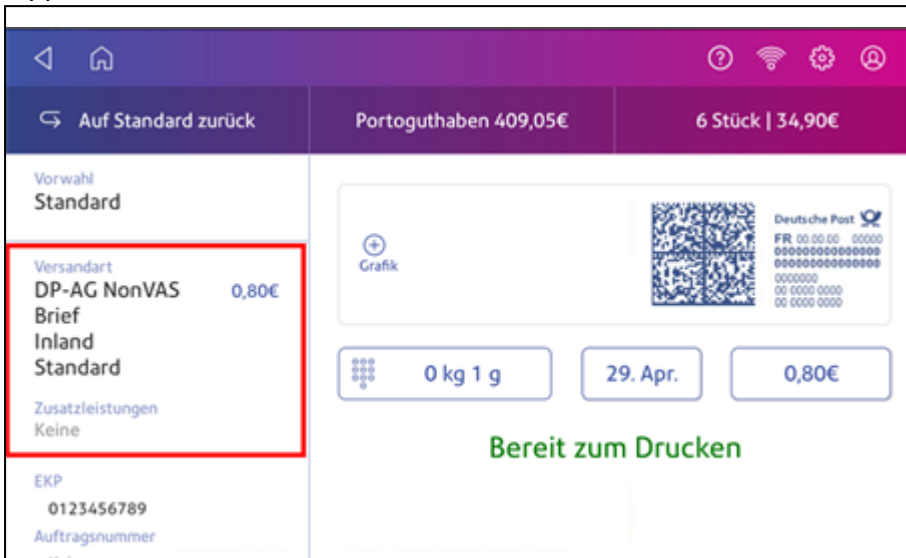 Auf Standard zurück
Portoguthaben 409,05€
6 Stück | 34,90€
Vorwahl
Standard
Versandart
DP-AG NonVAS 0,80€
Brief
Inland
Standard
Zusatzleistungen
Keine
EKP
0123456789
Auftragsnummer
Grafik
Deutsche Post
FR 00.00.00 00000
00000000000000
00000000000000
0000000
00 0000 0000
00 0000 0000
0 kg 1 g
29. Apr.
0,80€
Bereit zum Drucken